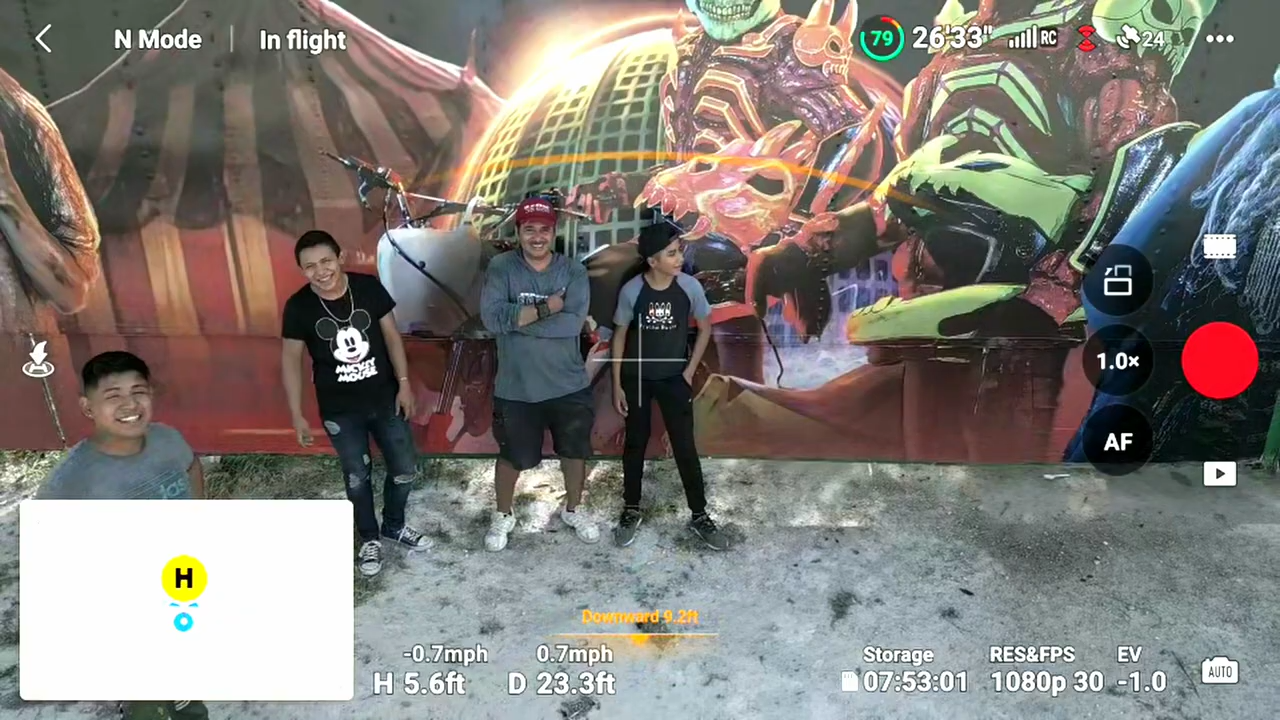 N Mode
In flight
79
26'33"
RC
24
1.0×
AF
MICKEY
MOUSE
adidas
H
Downward 9.2ft
-0.7mph
0.7mph
H 5.6ft
D 23.3ft
Storage
07:53:01
RES&FPS
1080p 30
EV
-1.0
AUTO